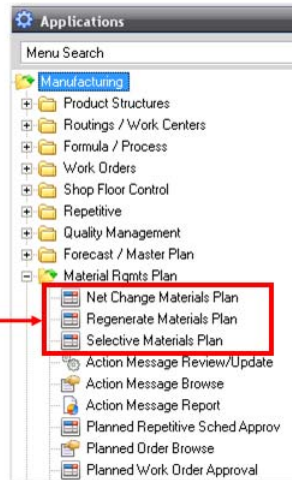 Applications
Menu Search
Manufacturing
Product Structures
Routings / Work Centers
Formula / Process
Work Orders
Shop Floor Control
Repetitive
Quality Management
Forecast / Master Plan
Material Rqmts Plan
Net Change Materials Plan
Regenerate Materials Plan
Selective Materials Plan
Action Message Review/Update
Action Message Browse
Action Message Report
Planned Repetitive Sched Approv
Planned Order Browse
Planned Work Order Approval